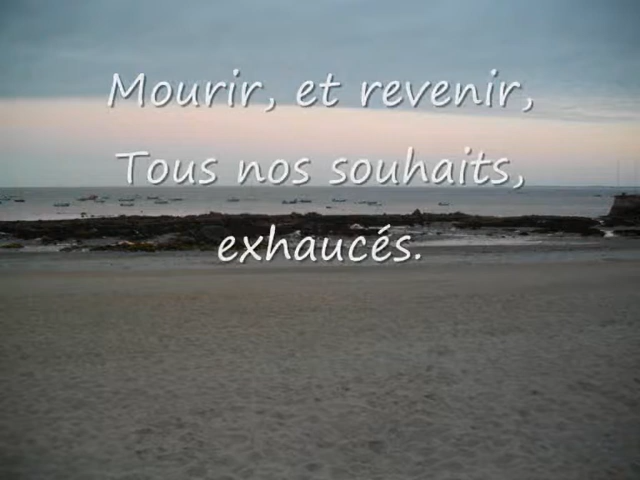 Mourir, et revenir,
Tous nos souhaits,
exhaucés.